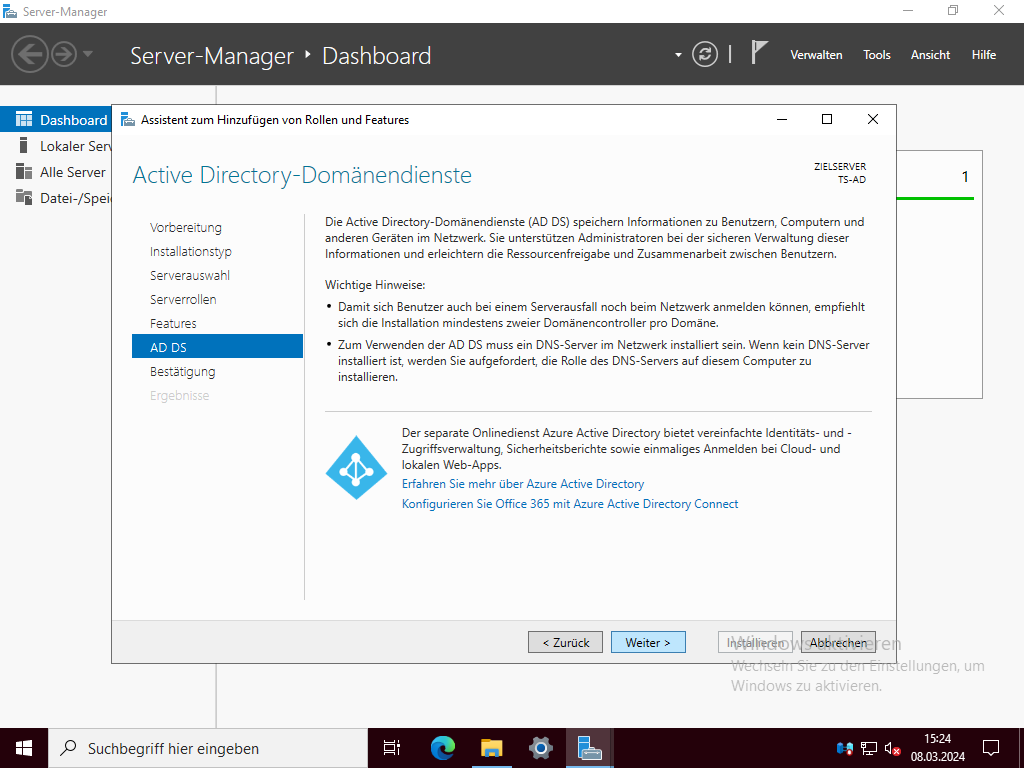 Server-Manager
Server-Manager ‣ Dashboard
Verwalten
Tools
Ansicht
Hilfe
Dashboard
Lokaler Serv
Alle Server
Datei-/Speic
1
Assistent zum Hinzufügen von Rollen und Features
Active Directory-Domänendienste
ZIELSERVER
TS-AD
Vorbereitung
Installationstyp
Serverauswahl
Serverrollen
Features
AD DS
Bestätigung
Ergebnisse
Die Active Directory-Domänendienste (AD DS) speichern Informationen zu Benutzern, Computern und
anderen Geräten im Netzwerk. Sie unterstützen Administratoren bei der sicheren Verwaltung dieser
Informationen und erleichtern die Ressourcenfreigabe und Zusammenarbeit zwischen Benutzern.
Wichtige Hinweise:
• Damit sich Benutzer auch bei einem Serverausfall noch beim Netzwerk anmelden können, empfiehlt
sich die Installation mindestens zweier Domänencontroller pro Domäne.
• Zum Verwenden der AD DS muss ein DNS-Server im Netzwerk installiert sein. Wenn kein DNS-Server
installiert ist, werden Sie aufgefordert, die Rolle des DNS-Servers auf diesem Computer zu
installieren.
Der separate Onlinedienst Azure Active Directory bietet vereinfachte Identitäts- und -
Zugriffsverwaltung, Sicherheitsberichte sowie einmaliges Anmelden bei Cloud- und
lokalen Web-Apps.
Erfahren Sie mehr über Azure Active Directory
Konfigurieren Sie Office 365 mit Azure Active Directory Connect
< Zurück
Weiter >
Installieren
Abbrechen
Windows aktivieren
Wechseln Sie zu den Einstellungen, um
Windows zu aktivieren.
Suchbegriff hier eingeben
15:24
08.03.2024